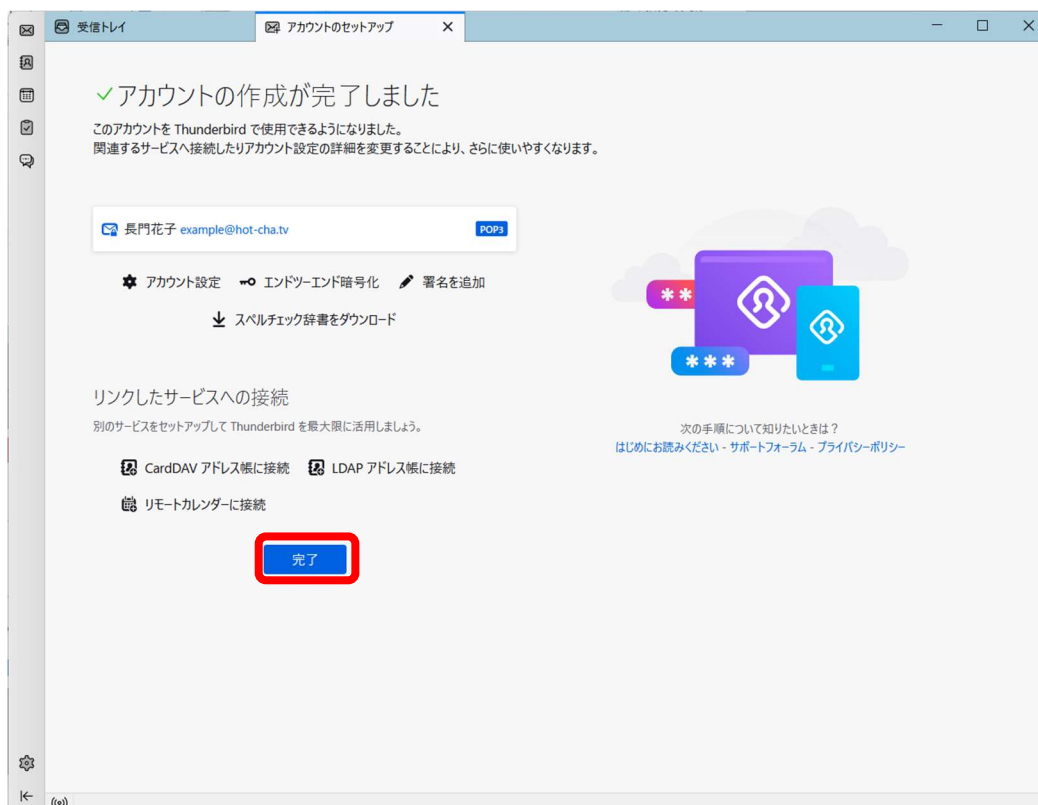 受信トレイ
アカウントのセットアップ
アカウントの作成が完了しました
このアカウントを Thunderbird で使用できるようになりました。
関連するサービスへ接続したりアカウント設定の詳細を変更することにより、さらに使いやすくなります。
長門花子 example@hot-cha.tv POP3
アカウント設定 エンドツーエンド暗号化 署名を追加
スペルチェック辞書をダウンロード
リンクしたサービスへの接続
別のサービスをセットアップして Thunderbird を最大限に活用しましょう。
CardDAV アドレス帳に接続 LDAP アドレス帳に接続
リモートカレンダーに接続
完了
***
***
次の手順について知りたいときは？
はじめにお読みください - サポートフォーラム - プライバシーポリシー